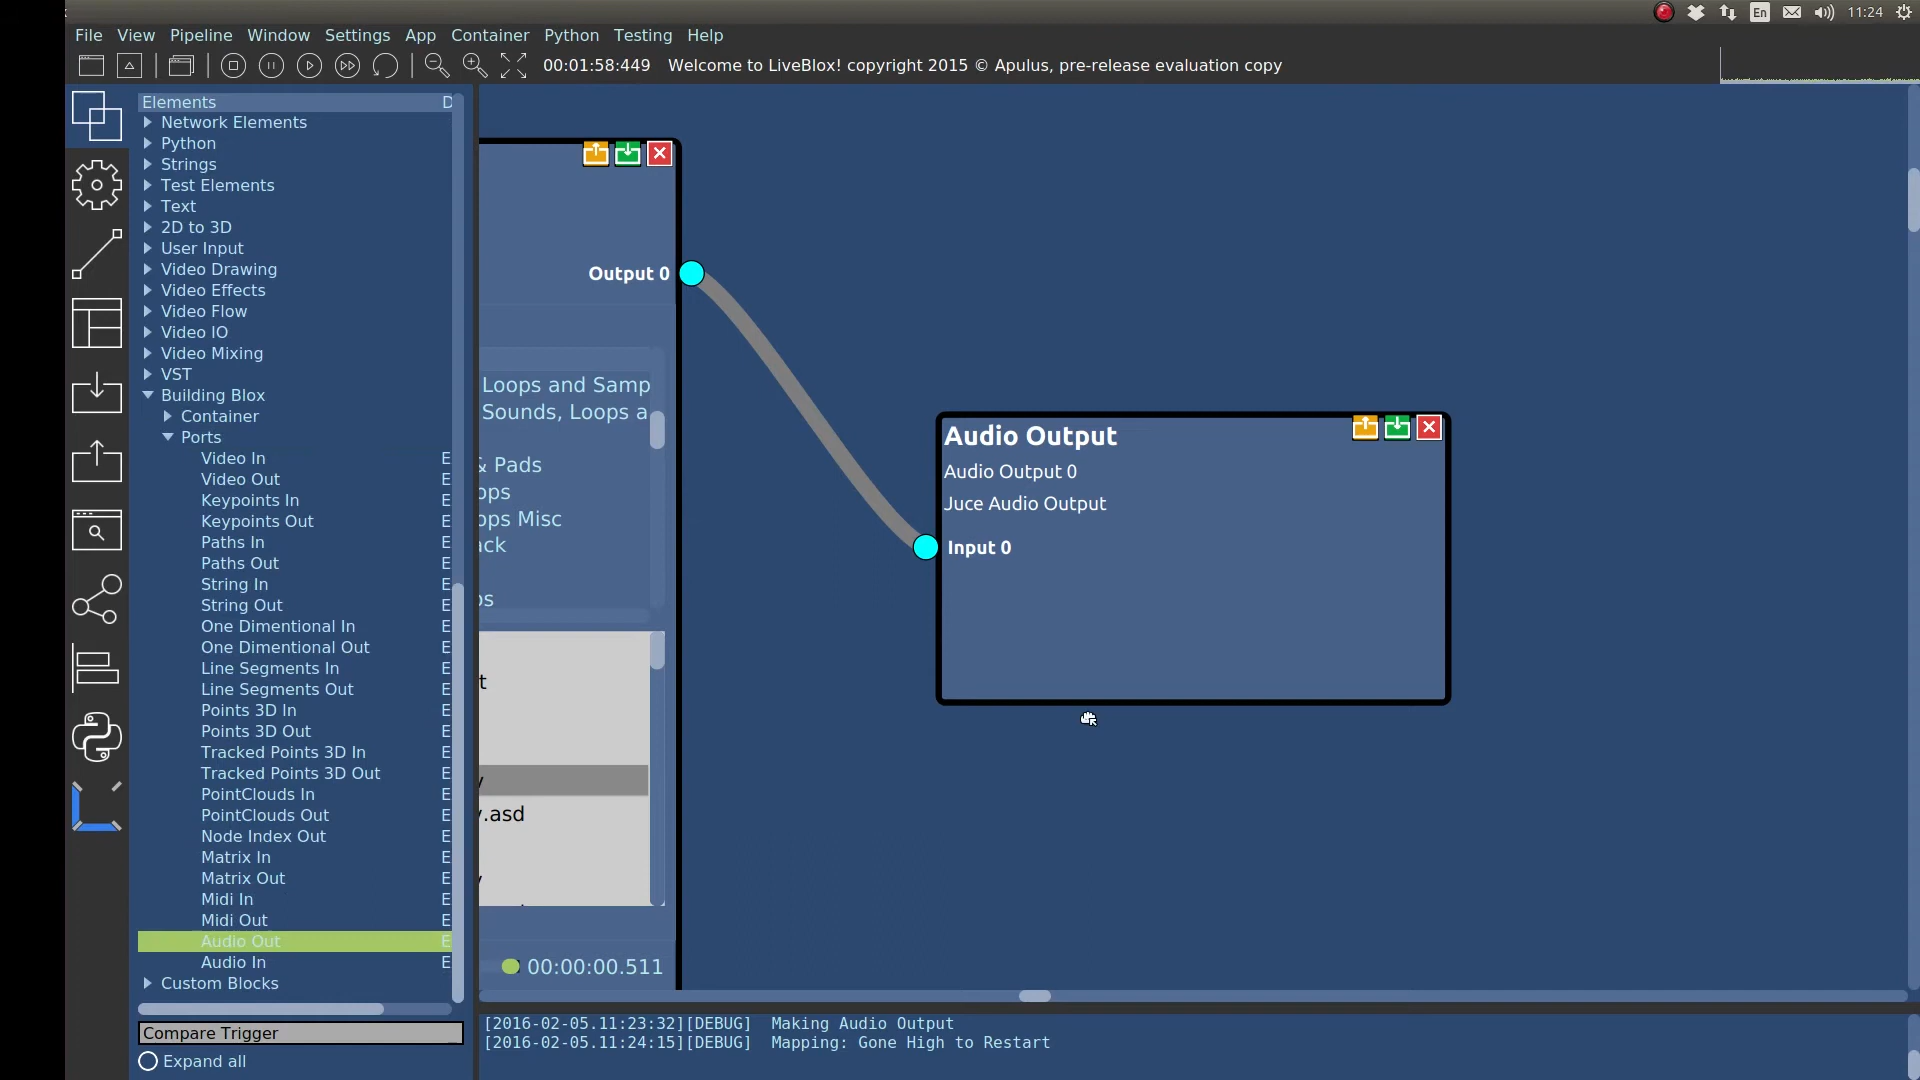 En
11:24
File View Pipeline Window Settings App Container Python Testing Help
00:01:58:449 Welcome to LiveBlox! copyright 2015 © Apulus, pre-release evaluation copy
Elements D
Network Elements
Python
Strings
Test Elements
Text
2D to 3D
User Input
Video Drawing
Video Effects
Video Flow
Video IO
Video Mixing
VST
Building Blox
Container
Ports
Video In E
Video Out E
Keypoints In E
Keypoints Out E
Paths In E
Paths Out E
String In E
String Out E
One Dimentional In E
One Dimentional Out E
Line Segments In E
Line Segments Out E
Points 3D In E
Points 3D Out E
Tracked Points 3D In E
Tracked Points 3D Out E
PointClouds In E
PointClouds Out E
Node Index Out E
Matrix In E
Matrix Out E
Midi In E
Midi Out E
Audio Out E
Audio In E
Custom Blocks
Compare Trigger
Expand all
Output 0
Loops and Samp
Sounds, Loops a
& Pads
ops
ops Misc
ack
os
t
y
y.asd
y
00:00:00.511
Audio Output
Audio Output 0
Juce Audio Output
Input 0
[2016-02-05.11:23:32][DEBUG] Making Audio Output
[2016-02-05.11:24:15][DEBUG] Mapping: Gone High to Restart